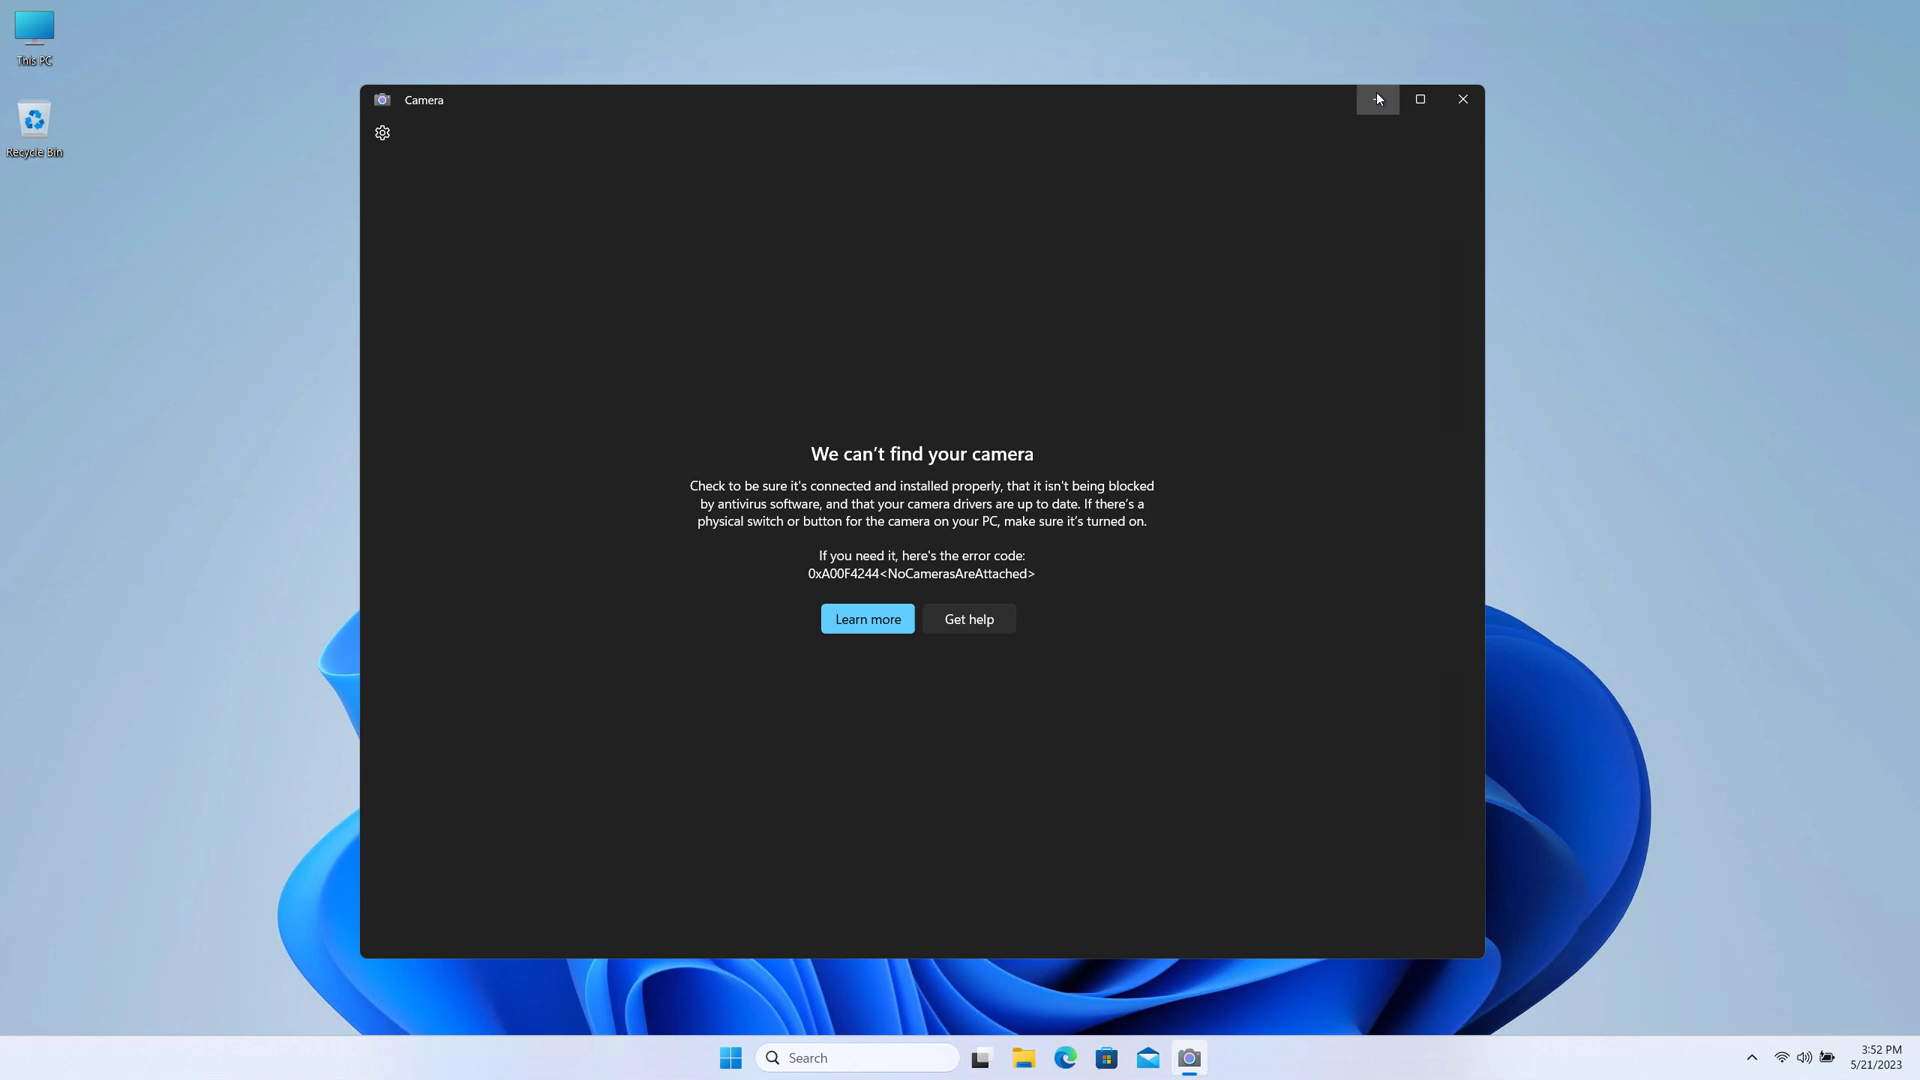 This PC
Recycle Bin
Camera
We can’t find your camera
Check to be sure it's connected and installed properly, that it isn't being blocked
by antivirus software, and that your camera drivers are up to date. If there’s a
physical switch or button for the camera on your PC, make sure it’s turned on.
If you need it, here's the error code:
0xA00F4244<NoCamerasAreAttached>
Learn more
Get help
Search
3:52 PM
5/21/2023